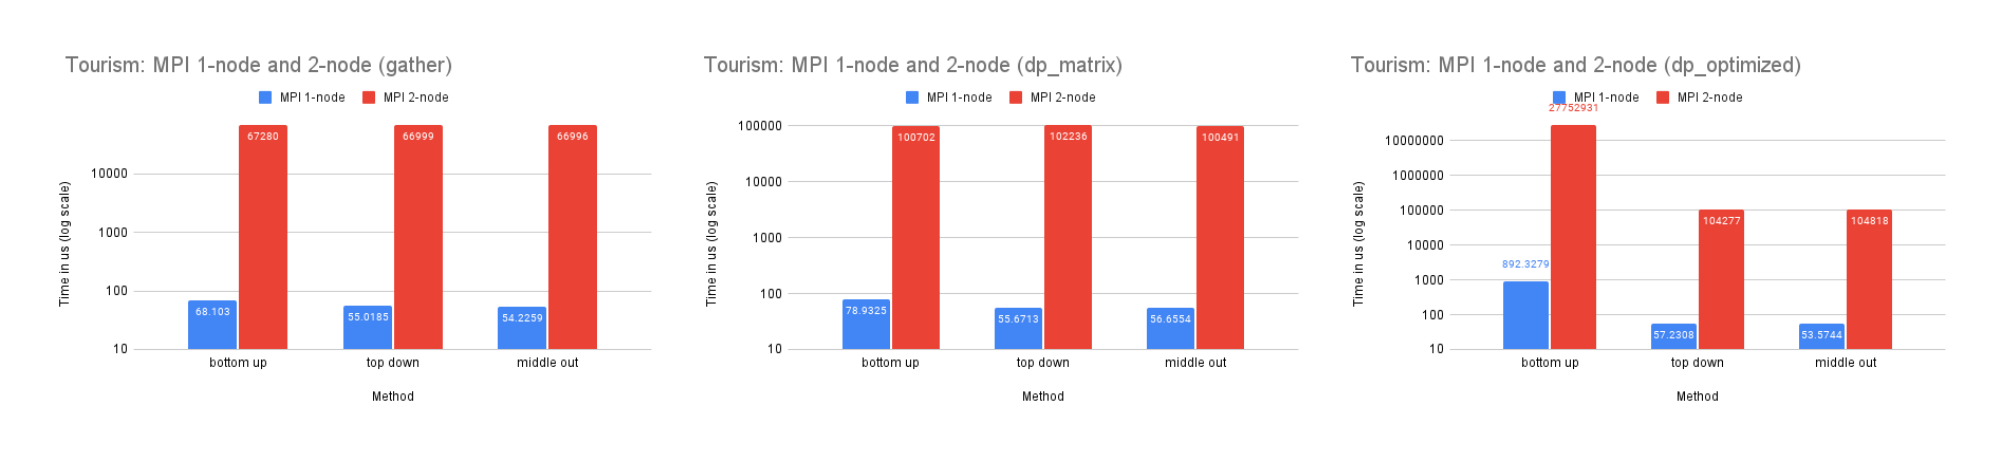 Tourism: MPI 1-node and 2-node (gather)
MPI 1-node MPI 2-node
Time in us (log scale)
10000
1000
100
10
67280
66999
66996
68.103
55.0185
54.2259
bottom up
top down
middle out
Method
Tourism: MPI 1-node and 2-node (dp_matrix)
MPI 1-node MPI 2-node
Time in us (log scale)
100000
10000
1000
100
10
100702
102236
100491
78.9325
55.6713
56.6554
bottom up
top down
middle out
Method
Tourism: MPI 1-node and 2-node (dp_optimized)
MPI 1-node MPI 2-node
Time in us (log scale)
10000000
1000000
100000
10000
1000
100
10
27752931
104277
104818
892.3279
57.2308
53.5744
bottom up
top down
middle out
Method